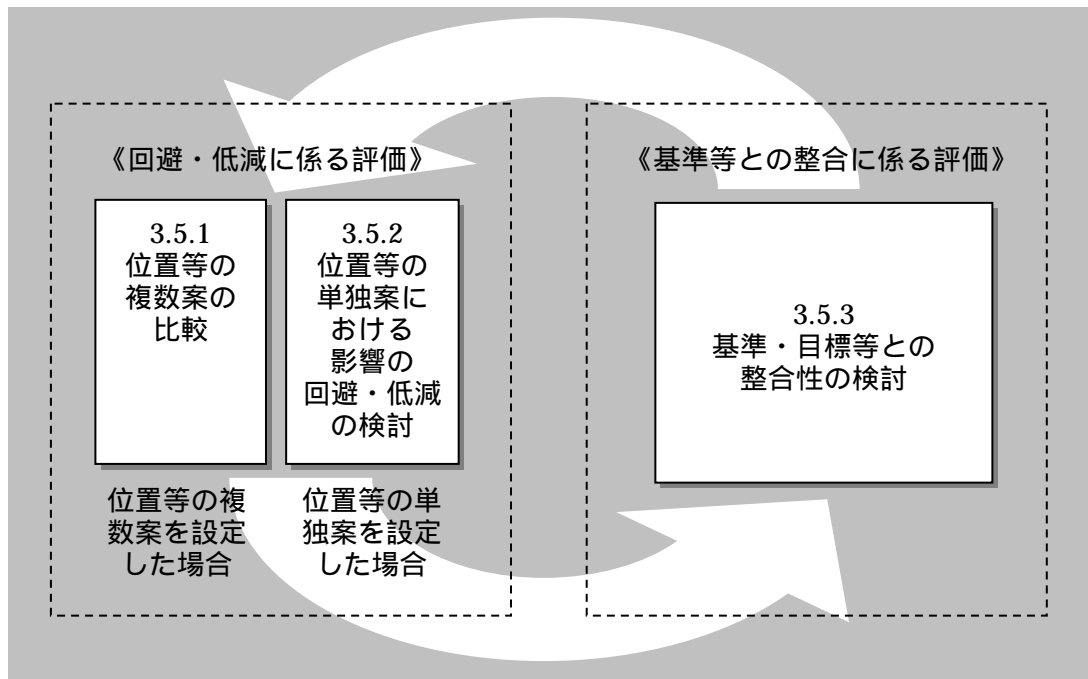 《回避・低減に係る評価》
3.5.1
位置等の
複数案の
比較
3.5.2
位置等の
単独案に
おける
影響の
回避・低減
の検討
位置等の複
数案を設定
した場合
位置等の単
独案を設定
した場合
《基準等との整合に係る評価》
3.5.3
基準・目標等との
整合性の検討